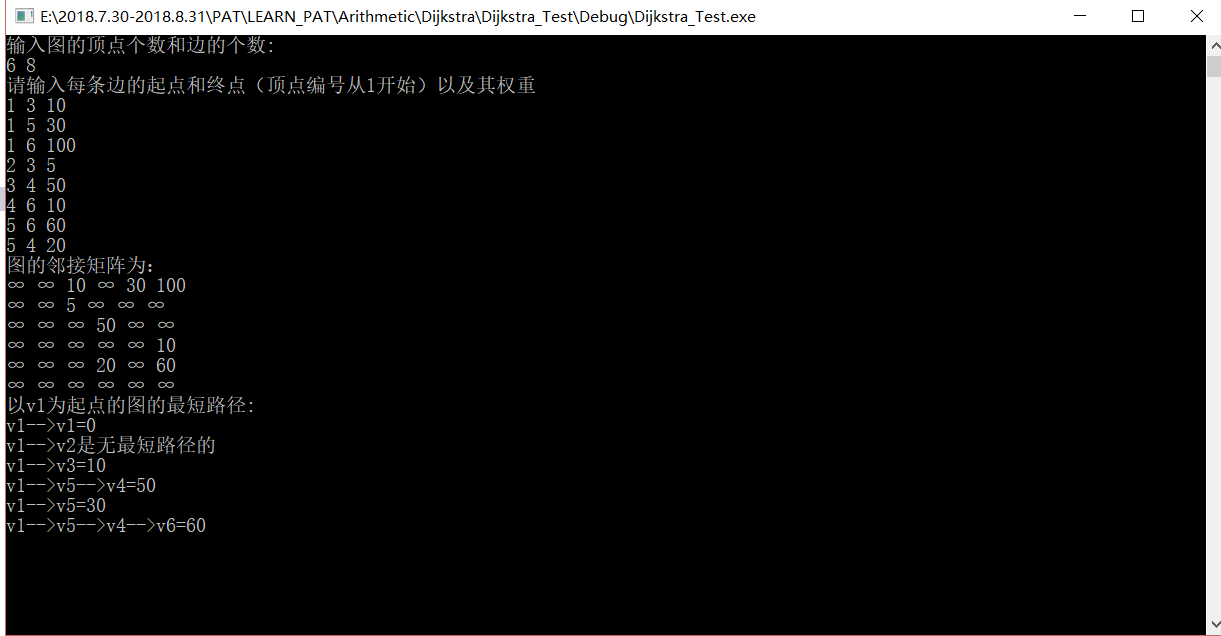 E:\2018.7.30-2018.8.31\PAT\LEARN_PAT\Arithmetic\Dijkstra\Dijkstra_Test\Debug\Dijkstra_Test.exe
输入图的顶点个数和边的个数:
6 8
请输入每条边的起点和终点（顶点编号从1开始）以及其权重
1 3 10
1 5 30
1 6 100
2 3 5
3 4 50
4 6 10
5 6 60
5 4 20
图的邻接矩阵为：
∞ ∞ 10 ∞ 30 100
∞ ∞ 5 ∞ ∞ ∞
∞ ∞ ∞ 50 ∞ ∞
∞ ∞ ∞ ∞ ∞ 10
∞ ∞ ∞ 20 ∞ 60
∞ ∞ ∞ ∞ ∞ ∞
以v1为起点的图的最短路径:
v1-->v1=0
v1-->v2是无最短路径的
v1-->v3=10
v1-->v5-->v4=50
v1-->v5=30
v1-->v5-->v4-->v6=60